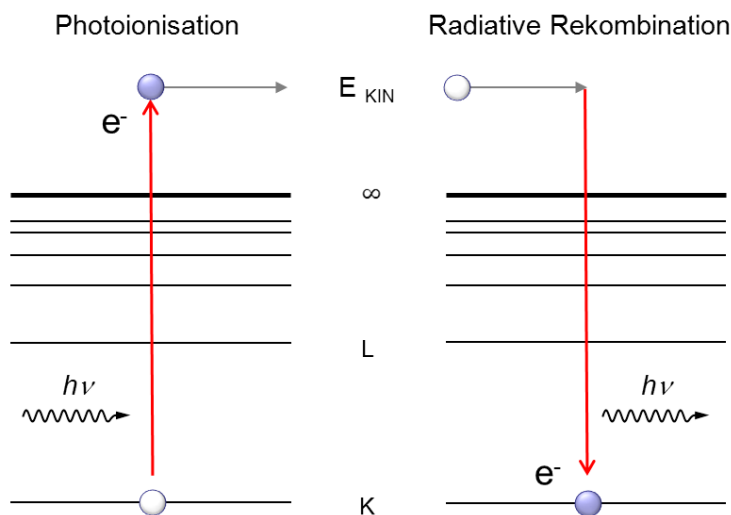 Photoionisation
Radiative Rekombination
E KIN
e-
∞
L
hν
hν
e-
K